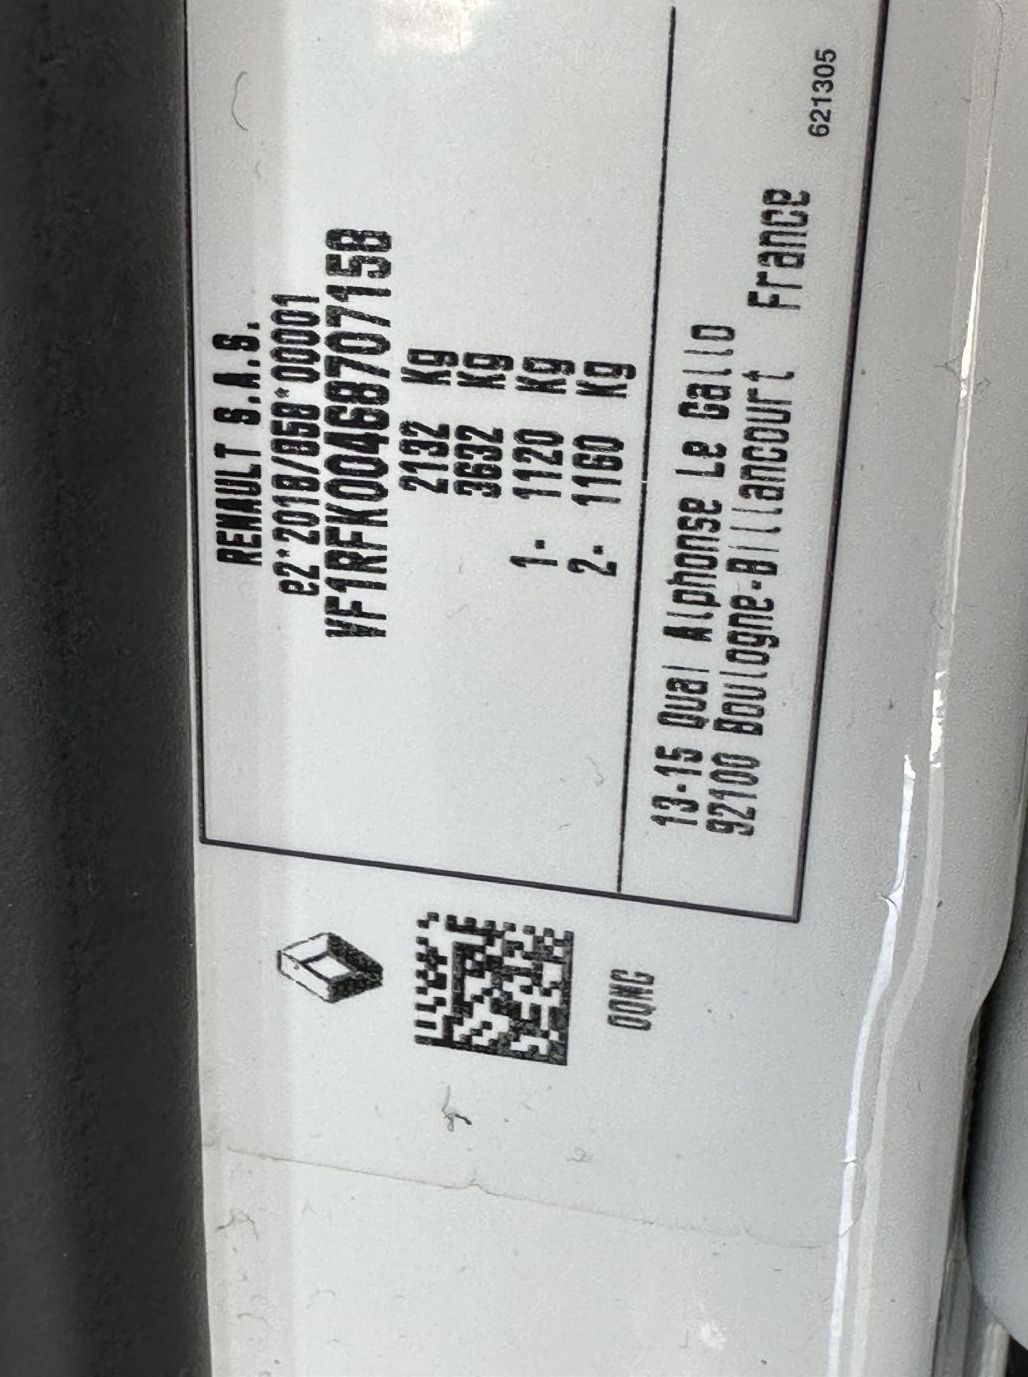 RENAULT S.A.S.
e2*2018/858*00001
VF1RFK00468707158
2132 Kg
3632 Kg
1- 1120 Kg
2- 1160 Kg
13-15 Quai Alphonse Le Gallo
92100 Boulogne-Billancourt France
621305